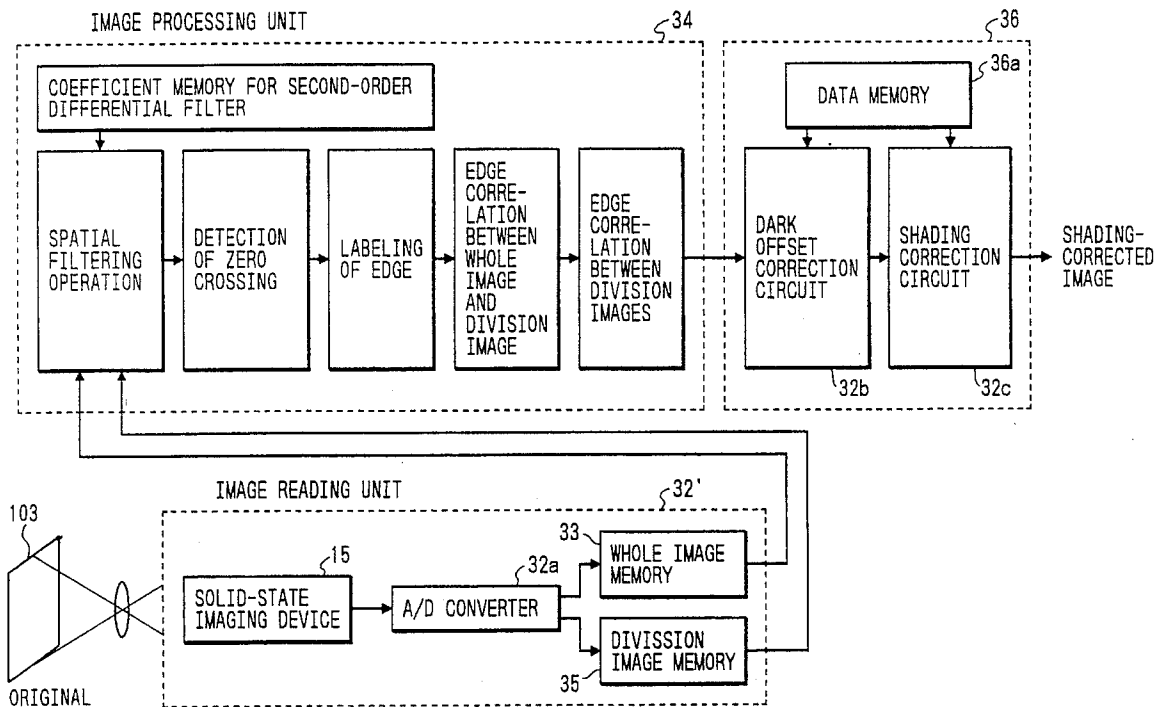 IMAGE PROCESSING UNIT
34
36
COEFFICIENT MEMORY FOR SECOND-ORDER
DIFFERENTIAL FILTER
DATA MEMORY
36a
SPATIAL
FILTERING
OPERATION
DETECTION
OF ZERO
CROSSING
LABELING
OF EDGE
EDGE
CORRE-
LATION
BETWEEN
WHOLE
IMAGE
AND
DIVISION
IMAGE
EDGE
CORRE-
LATION
BETWEEN
DIVISION
IMAGES
DARK
OFFSET
CORRECTION
CIRCUIT
32b
SHADING
CORRECTION
CIRCUIT
32c
SHADING-
CORRECTED
IMAGE
IMAGE READING UNIT
32'
103
ORIGINAL
15
SOLID-STATE
IMAGING DEVICE
32a
A/D CONVERTER
33
WHOLE IMAGE
MEMORY
DIVISSION
IMAGE MEMORY
35